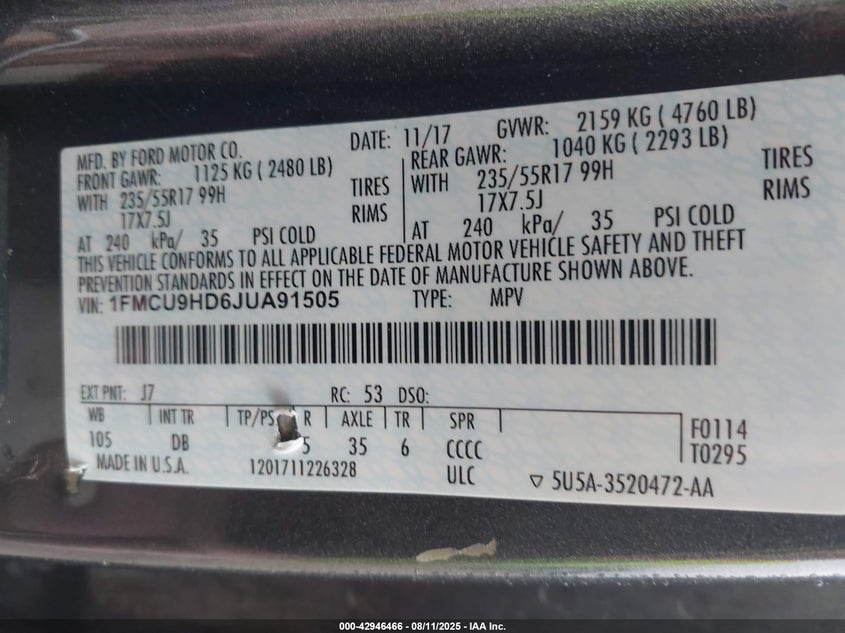 MFD. BY FORD MOTOR CO. DATE: 11/17 GVWR: 2159 KG ( 4760 LB)
FRONT GAWR: 1125 KG ( 2480 LB) REAR GAWR: 1040 KG ( 2293 LB)
WITH 235/55R17 99H TIRES WITH 235/55R17 99H TIRES
17X7.5J RIMS 17X7.5J RIMS
AT 240 kPa/ 35 PSI COLD AT 240 kPa/ 35 PSI COLD
THIS VEHICLE CONFORMS TO ALL APPLICABLE FEDERAL MOTOR VEHICLE SAFETY AND THEFT
PREVENTION STANDARDS IN EFFECT ON THE DATE OF MANUFACTURE SHOWN ABOVE.
VIN: 1FMCU9HD6JUA91505 TYPE: MPV
EXT PNT: J7 RC: 53 DSO:
WB INT TR TP/PS R AXLE TR SPR F0114
105 DB 5 35 6 CCCC T0295
MADE IN U.S.A. 1201711226328 ULC ▽ 5U5A-3520472-AA
000-42946466 - 08/11/2025 - IAA Inc.